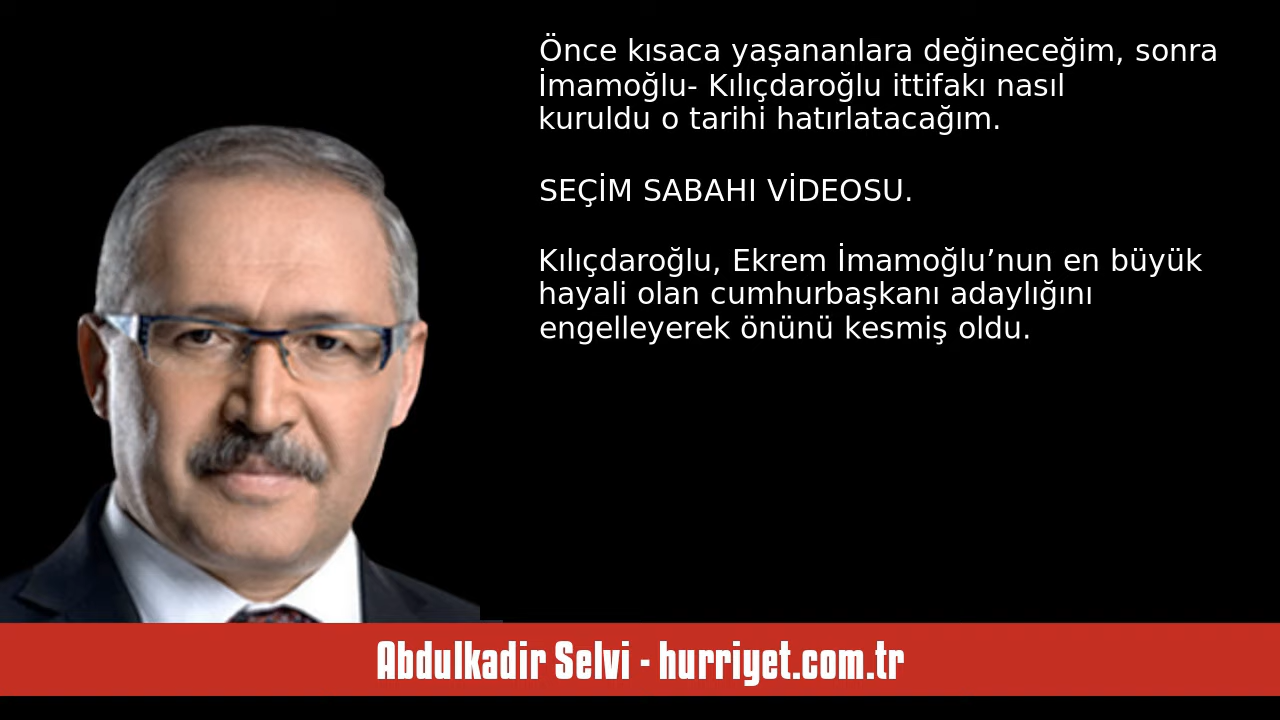 Önce kısaca yaşananlara değineceğim, sonra
İmamoğlu- Kılıçdaroğlu ittifakı nasıl
kuruldu o tarihi hatırlatacağım.
SEÇİM SABAHI VİDEOSU.
Kılıçdaroğlu, Ekrem İmamoğlu’nun en büyük
hayali olan cumhurbaşkanı adaylığını
engelleyerek önünü kesmiş oldu.
Abdulkadir Selvi - hurriyet.com.tr